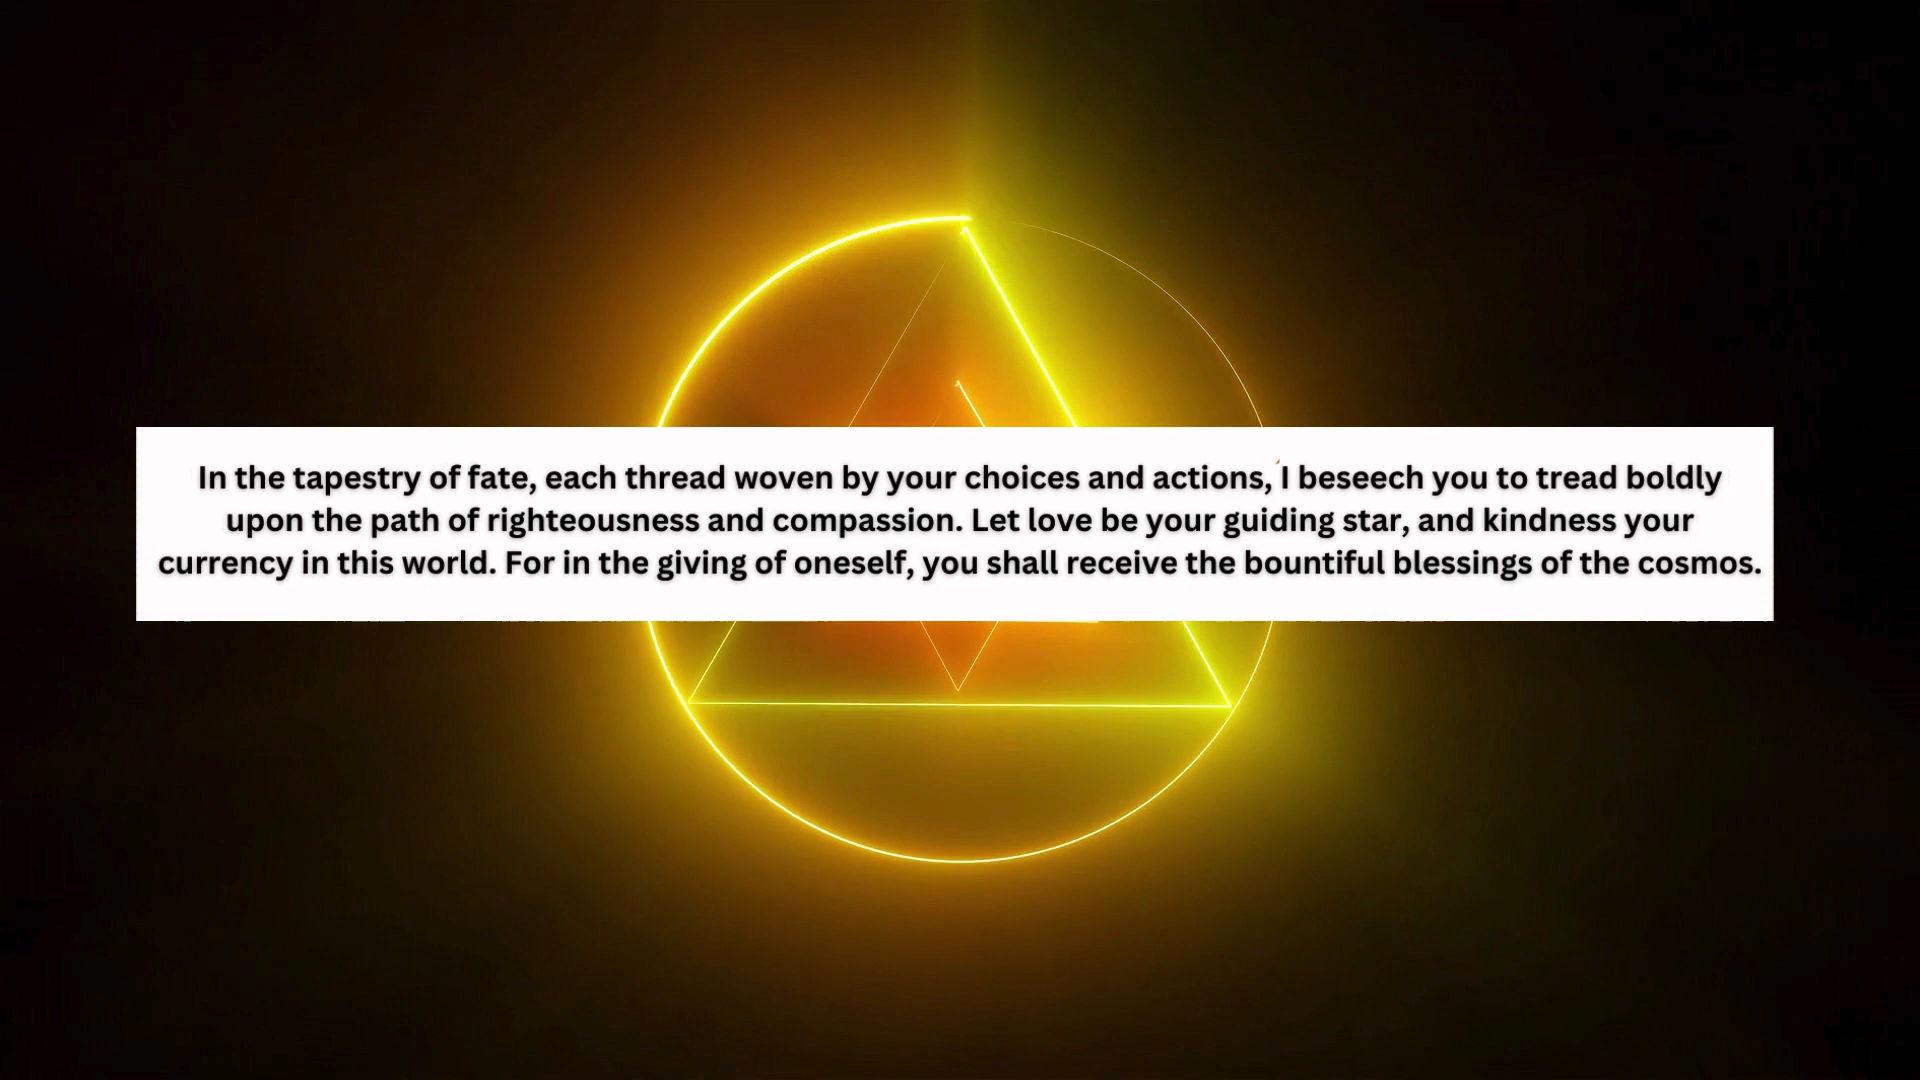 In the tapestry of fate, each thread woven by your choices and actions, I beseech you to tread boldly
upon the path of righteousness and compassion. Let love be your guiding star, and kindness your
currency in this world. For in the giving of oneself, you shall receive the bountiful blessings of the cosmos.